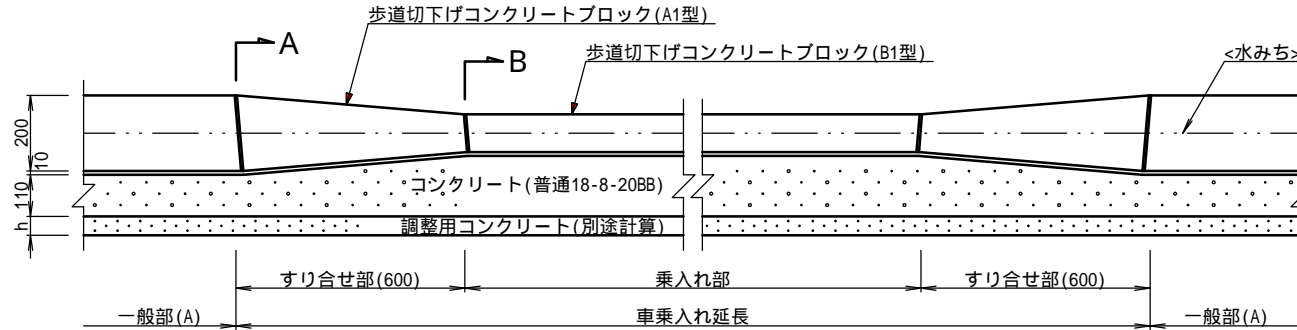 歩道切下げコンクリートブロック(A1型)
A
B
歩道切下げコンクリートブロック(B1型)
<水みち>
200
10
110
h
コンクリート(普通18-8-20BB)
調整用コンクリート(別途計算)
すり合せ部(600)
乗入れ部
すり合せ部(600)
一般部(A)
車乗入れ延長
一般部(A)